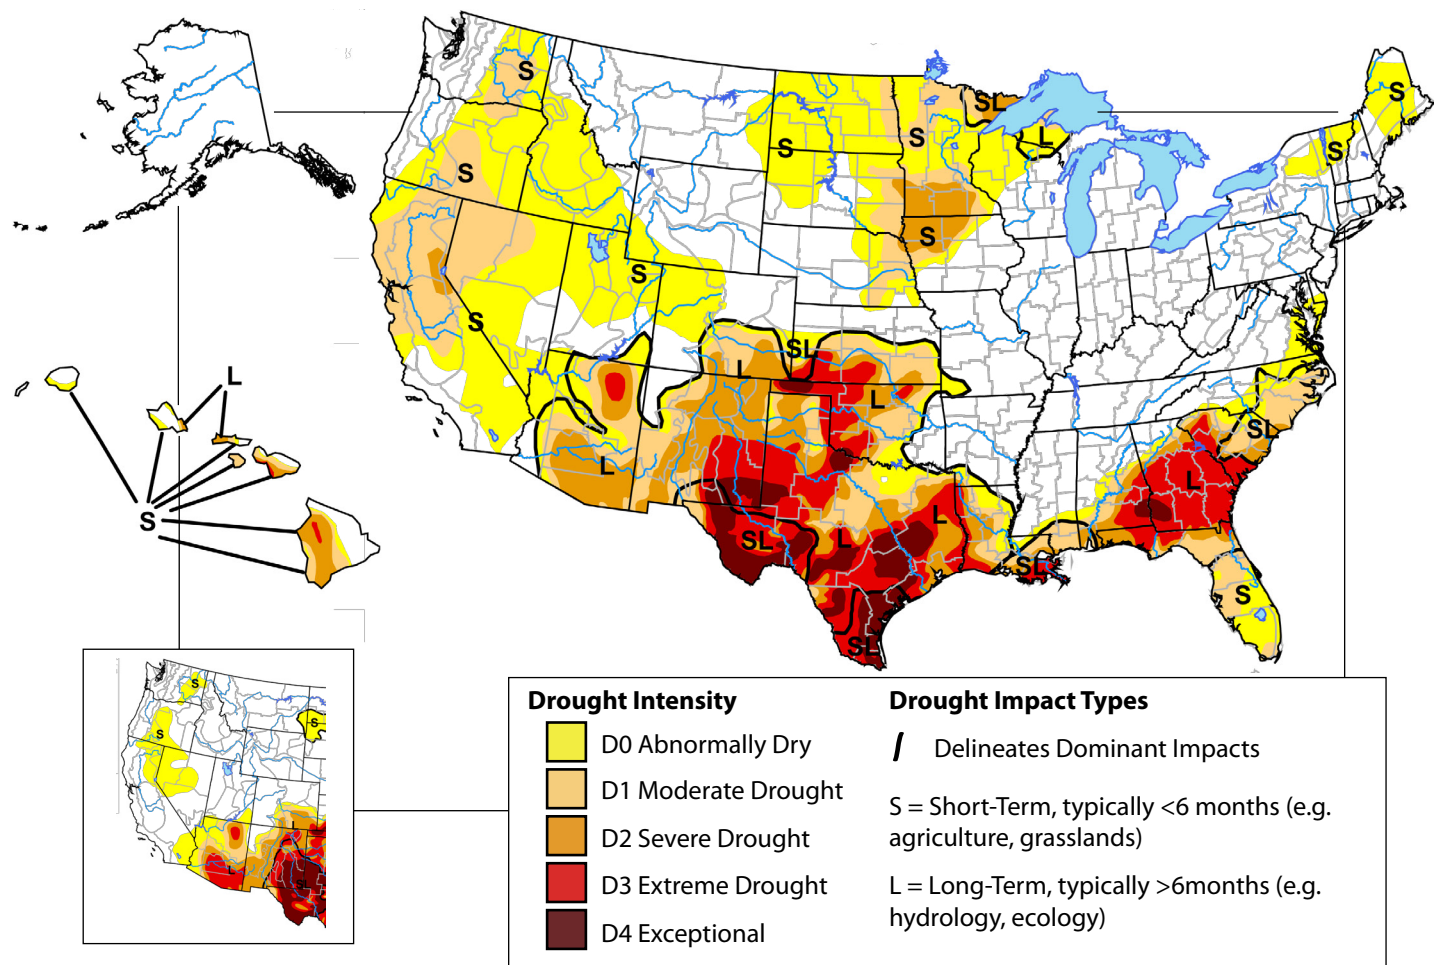 S
SL
L
S
S
S
S
S
S
S
S
SL
L
L
S
L
SL
L
L
L
L
SL
SL
S
SL
L
S
S
S
S
L
L
SL
Drought Intensity
D0 Abnormally Dry
D1 Moderate Drought
D2 Severe Drought
D3 Extreme Drought
D4 Exceptional
Drought Impact Types
Delineates Dominant Impacts
S = Short-Term, typically <6 months (e.g.
agriculture, grasslands)
L = Long-Term, typically >6months (e.g.
hydrology, ecology)